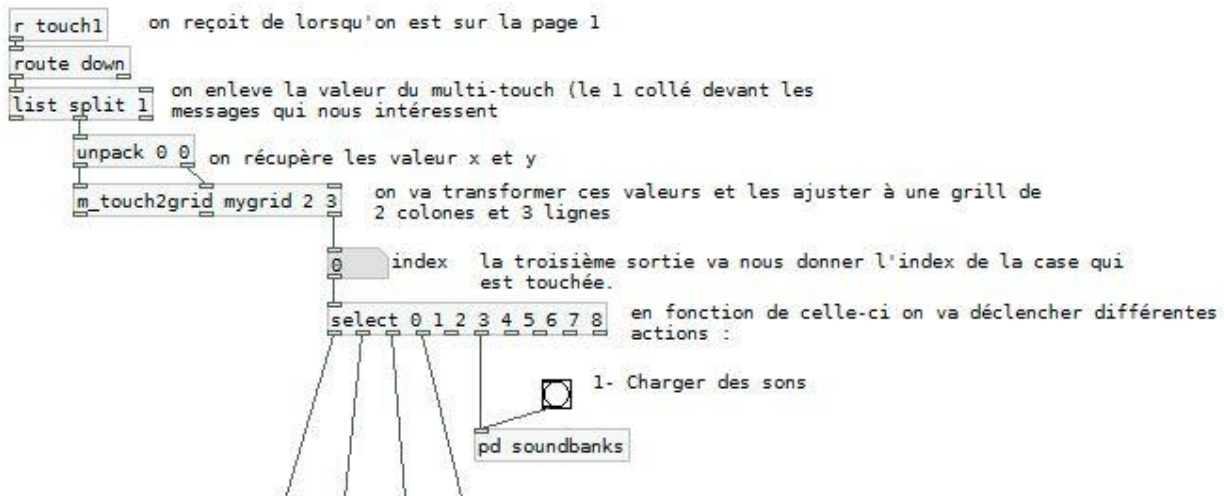 r touch1
on reçoit de lorsqu'on est sur la page 1
route down
list split 1
on enleve la valeur du multi-touch (le 1 collé devant les
messages qui nous intéressent
unpack 0 0
on récupère les valeur x et y
m_touch2grid mygrid 2 3
on va transformer ces valeurs et les ajuster à une grill de
2 colones et 3 lignes
0
index
la troisième sortie va nous donner l'index de la case qui
est touchée.
select 0 1 2 3 4 5 6 7 8
en fonction de celle-ci on va déclencher différentes
actions :
1- Charger des sons
pd soundbanks